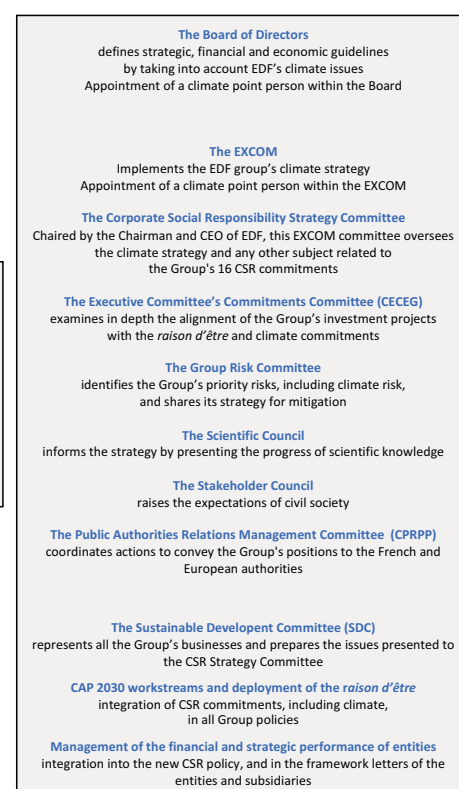 The Board of Directors
defines strategic, financial and economic guidelines
by taking into account EDF's climate issues
Appointment of a climate point person within the Board
The EXCOM
Implements the EDF group's climate strategy
Appointment of a climate point person within the EXCOM
The Corporate Social Responsibility Strategy Committee
Chaired by the Chairman and CEO of EDF, this EXCOM committee oversees
the climate strategy and any other subject related to
the Group's 16 CSR commitments
The Executive Committee's Commitments Committee (CECEG)
examines in depth the alignment of the Group's investment projects
with the raison d'être and climate commitments
The Group Risk Committee
identifies the Group's priority risks, including climate risk,
and shares its strategy for mitigation
The Scientific Council
informs the strategy by presenting the progress of scientific knowledge
The Stakeholder Council
raises the expectations of civil society
The Public Authorities Relations Management Committee (CPRPP)
coordinates actions to convey the Group's positions to the French and
European authorities
The Sustainable Developent Committee (SDC)
represents all the Group's businesses and prepares the issues presented to
the CSR Strategy Committee
CAP 2030 workstreams and deployment of the raison d'être
integration of CSR commitments, including climate,
in all Group policies
Management of the financial and strategic performance of entities
integration into the new CSR policy, and in the framework letters of the
entities and subsidiaries